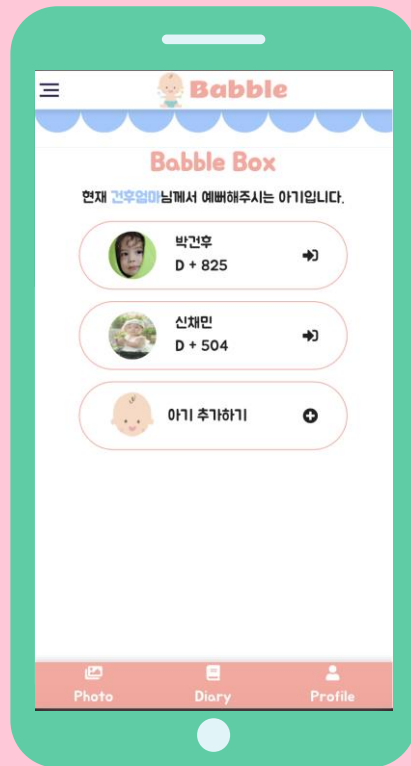 Babble
Babble Box
현재 건후엄마님께서 예뻐해주시는 아기입니다.
박건후
D + 825
신채민
D + 504
아기 추가하기
Photo Diary Profile